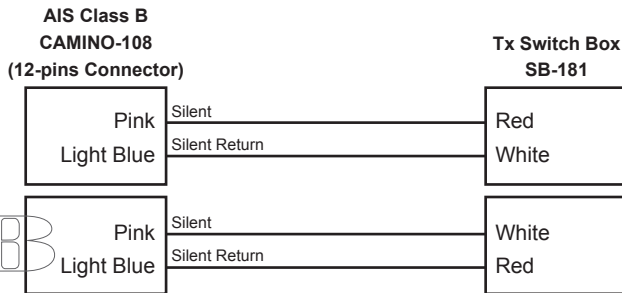 AIS Class B
CAMINO-108
(12-pins Connector)
Tx Switch Box
SB-181
Pink Silent Red
Light Blue Silent Return White
Pink Silent White
Light Blue Silent Return Red